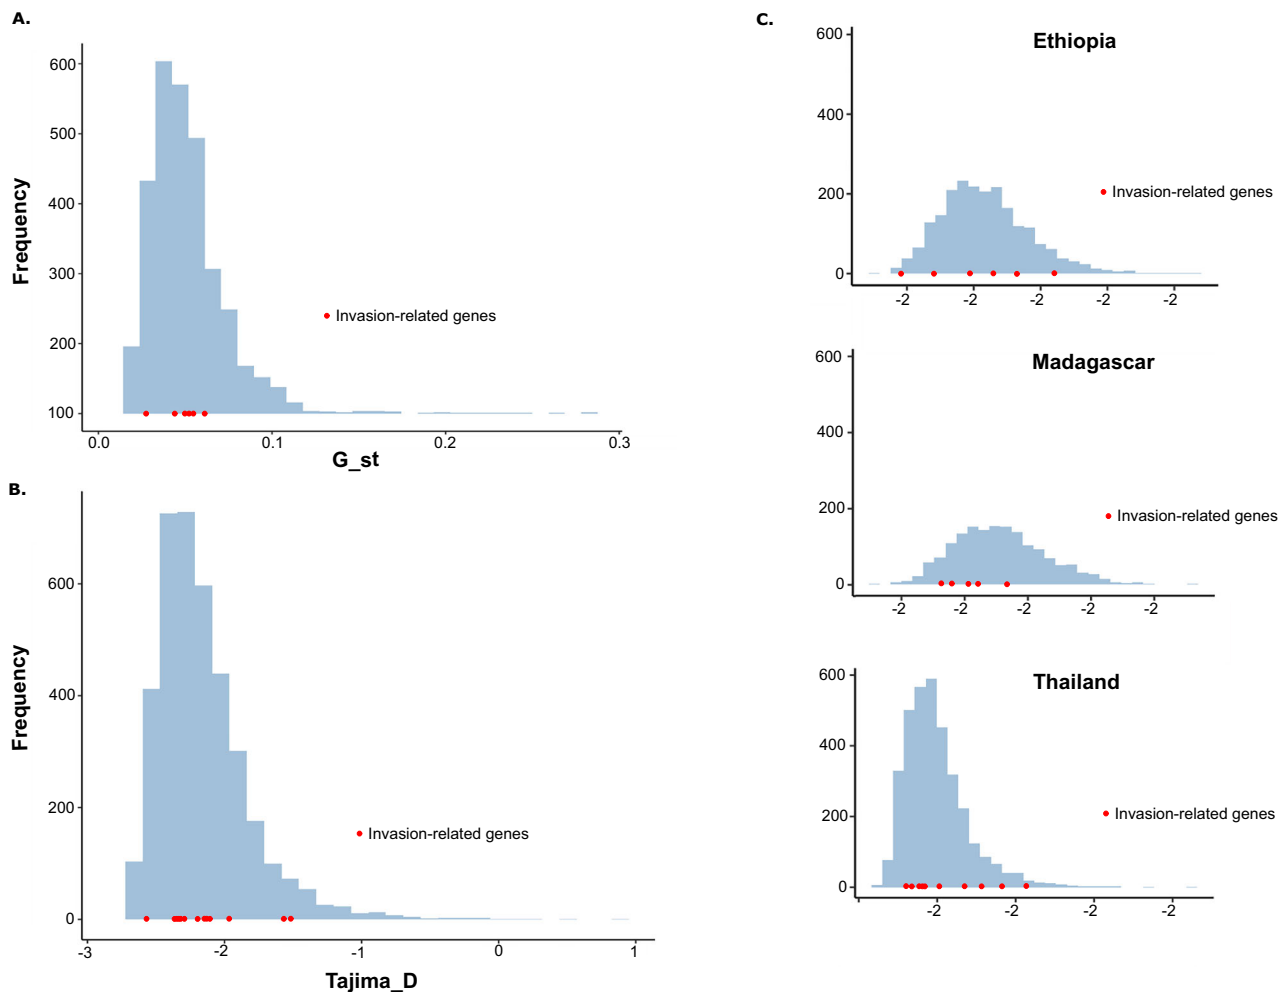 A.
600
500
400
300
200
100
Frequency
Invasion-related genes
0.0 0.1 0.2 0.3
G_st
B.
600
400
200
0
Frequency
Invasion-related genes
-3 -2 -1 0 1
Tajima_D
C.
Ethiopia
600
400
200
0
Invasion-related genes
-2 -2 -2 -2 -2
Madagascar
600
400
200
0
Invasion-related genes
-2 -2 -2 -2 -2
Thailand
600
400
200
0
Invasion-related genes
-2 -2 -2 -2